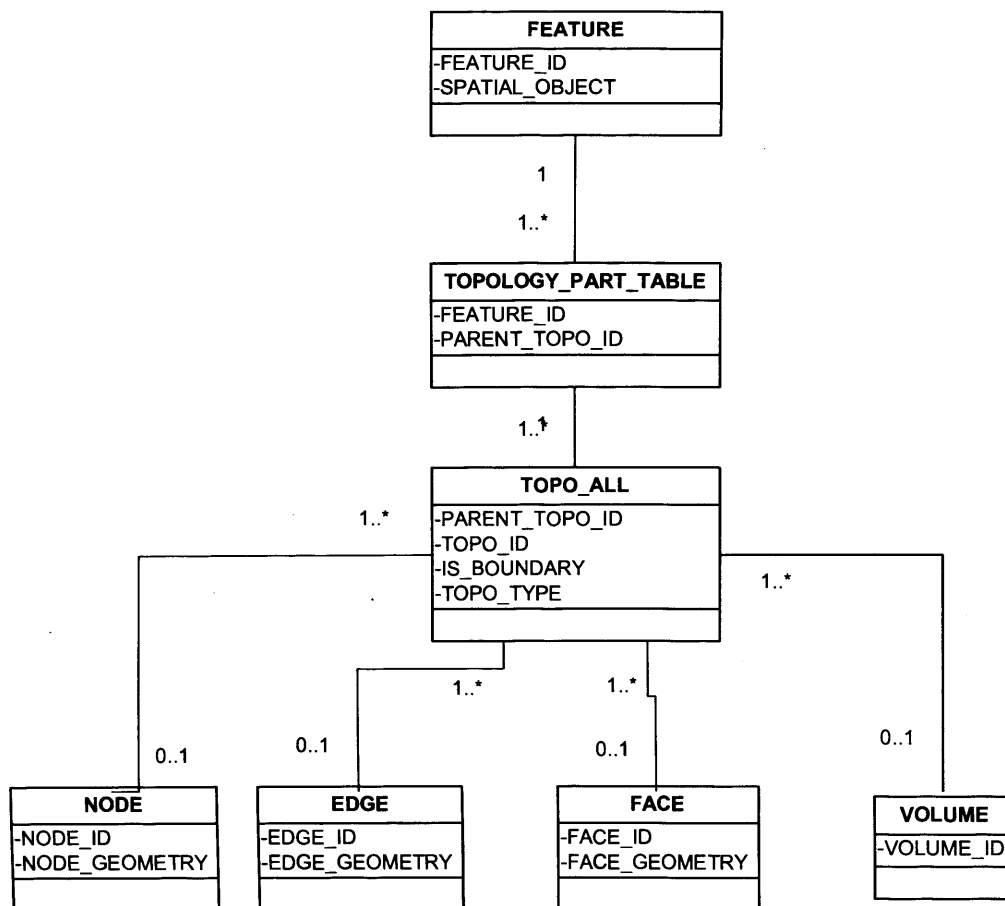 FEATURE
-FEATURE_ID
-SPATIAL_OBJECT
1
1..*
TOPOLOGY_PART_TABLE
-FEATURE_ID
-PARENT_TOPO_ID
1..*
1
TOPO_ALL
-PARENT_TOPO_ID
-TOPO_ID
-IS_BOUNDARY
-TOPO_TYPE
1..*
1..*
1..*
1..*
0..1
0..1
0..1
0..1
NODE
-NODE_ID
-NODE_GEOMETRY
EDGE
-EDGE_ID
-EDGE_GEOMETRY
FACE
-FACE_ID
-FACE_GEOMETRY
VOLUME
-VOLUME_ID